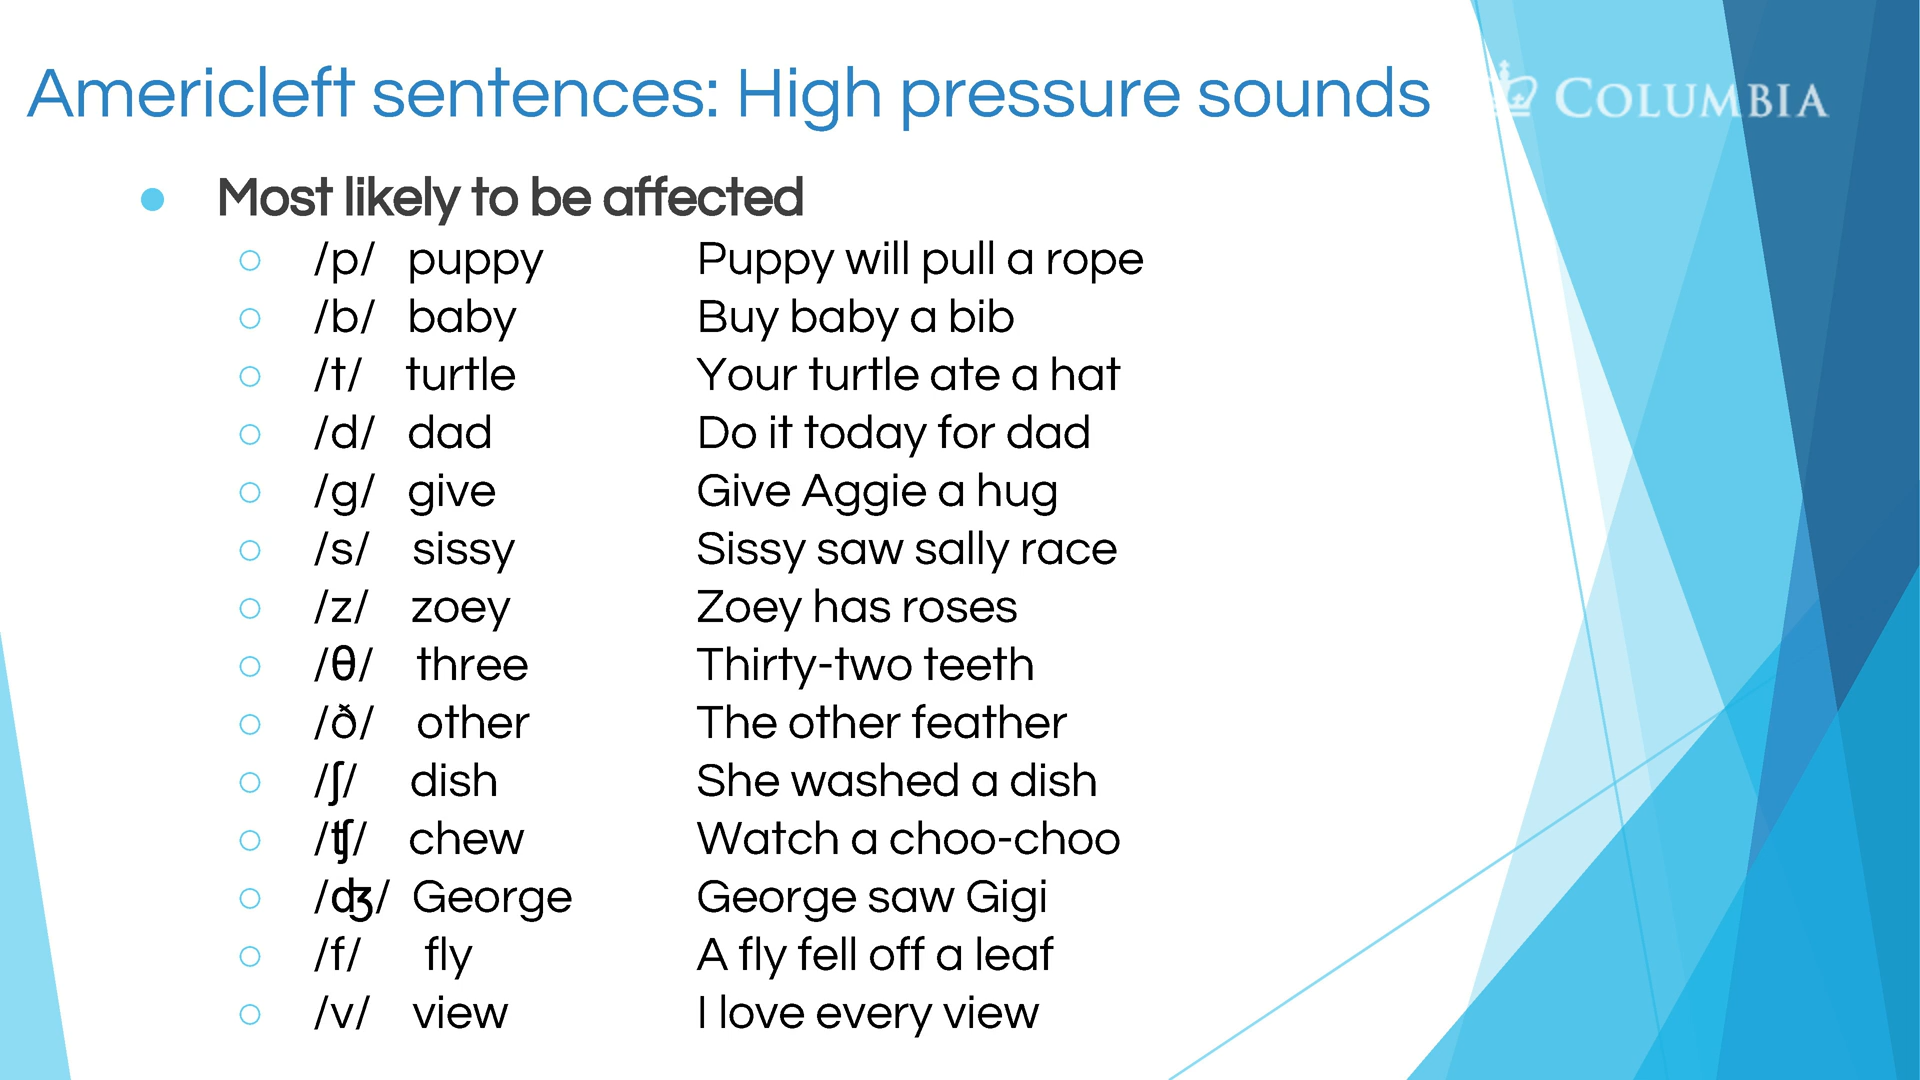 Americleft sentences: High pressure sounds
COLUMBIA
● Most likely to be affected
○ /p/ puppy Puppy will pull a rope
○ /b/ baby Buy baby a bib
○ /t/ turtle Your turtle ate a hat
○ /d/ dad Do it today for dad
○ /g/ give Give Aggie a hug
○ /s/ sissy Sissy saw sally race
○ /z/ zoey Zoey has roses
○ /θ/ three Thirty-two teeth
○ /ð/ other The other feather
○ /ʃ/ dish She washed a dish
○ /ʧ/ chew Watch a choo-choo
○ /ʤ/ George George saw Gigi
○ /f/ fly A fly fell off a leaf
○ /v/ view I love every view